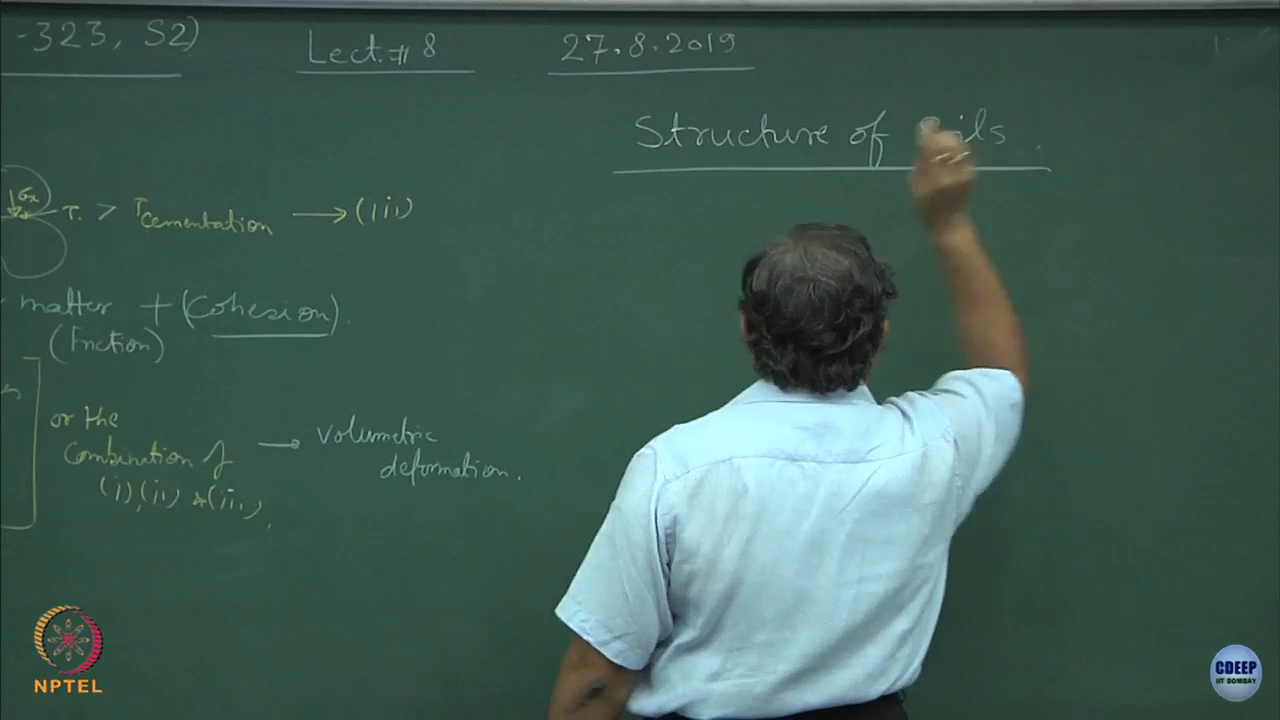 -323, S2)
Lect. # 8
27.8.2019
Structure of Soils
σn
τ > τcementation → (iii)
matter + (Cohesion).
(Friction)
or the
Combination of
(i), (ii) & (iii).
→ Volumetric
deformation.
NPTEL
CDEEP
IIT BOMBAY